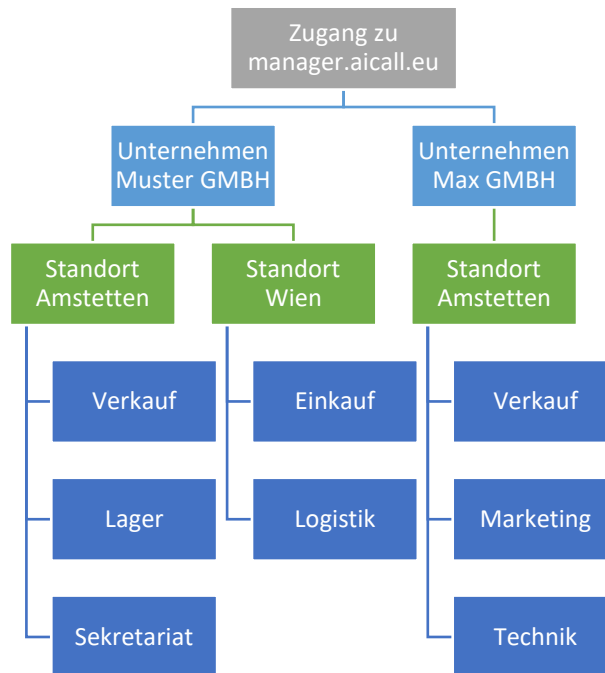 Zugang zu
manager.aicall.eu
Unternehmen
Muster GMBH
Unternehmen
Max GMBH
Standort
Amstetten
Standort
Wien
Standort
Amstetten
Verkauf
Einkauf
Verkauf
Lager
Logistik
Marketing
Sekretariat
Technik